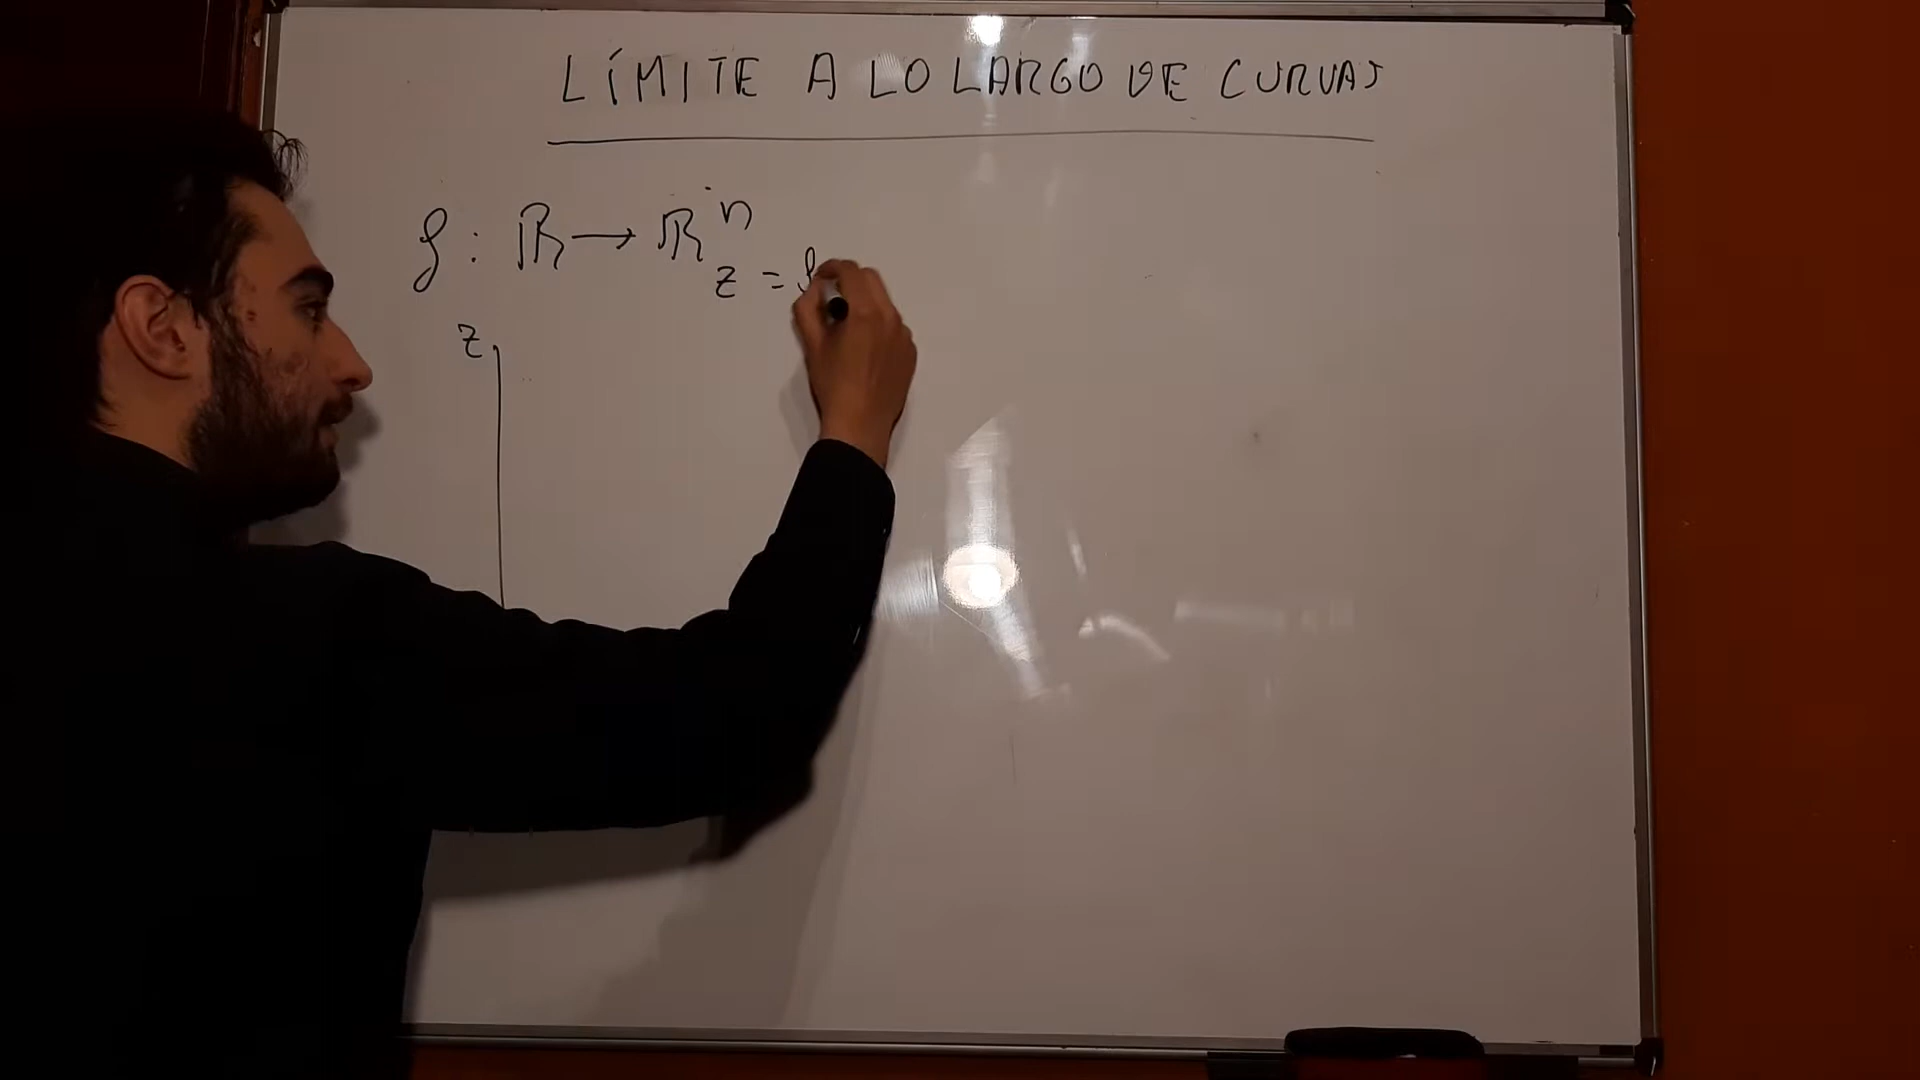 LÍMITE A LO LARGO DE CURVAS
f: ℝ → ℝⁿ
z = f
z